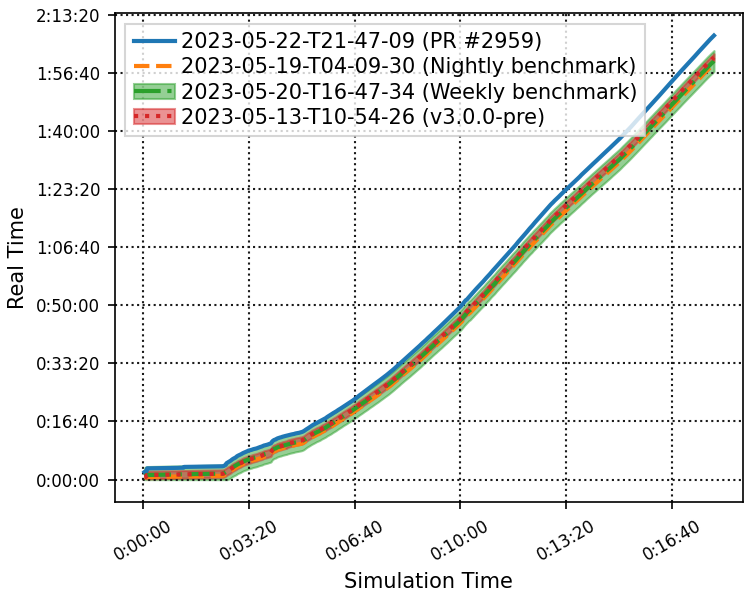 2:13:20
1:56:40
1:40:00
1:23:20
1:06:40
0:50:00
0:33:20
0:16:40
0:00:00
Real Time
2023-05-22-T21-47-09 (PR #2959)
2023-05-19-T04-09-30 (Nightly benchmark)
2023-05-20-T16-47-34 (Weekly benchmark)
2023-05-13-T10-54-26 (v3.0.0-pre)
0:00:00
0:03:20
0:06:40
0:10:00
0:13:20
0:16:40
Simulation Time